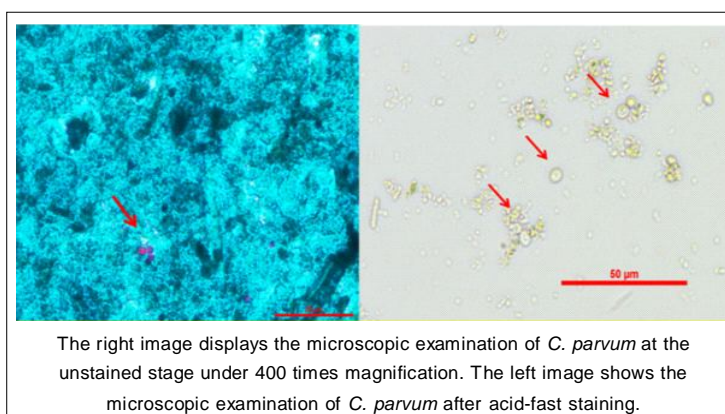 50 μm
The right image displays the microscopic examination of C. parvum at the
unstained stage under 400 times magnification. The left image shows the
microscopic examination of C. parvum after acid-fast staining.